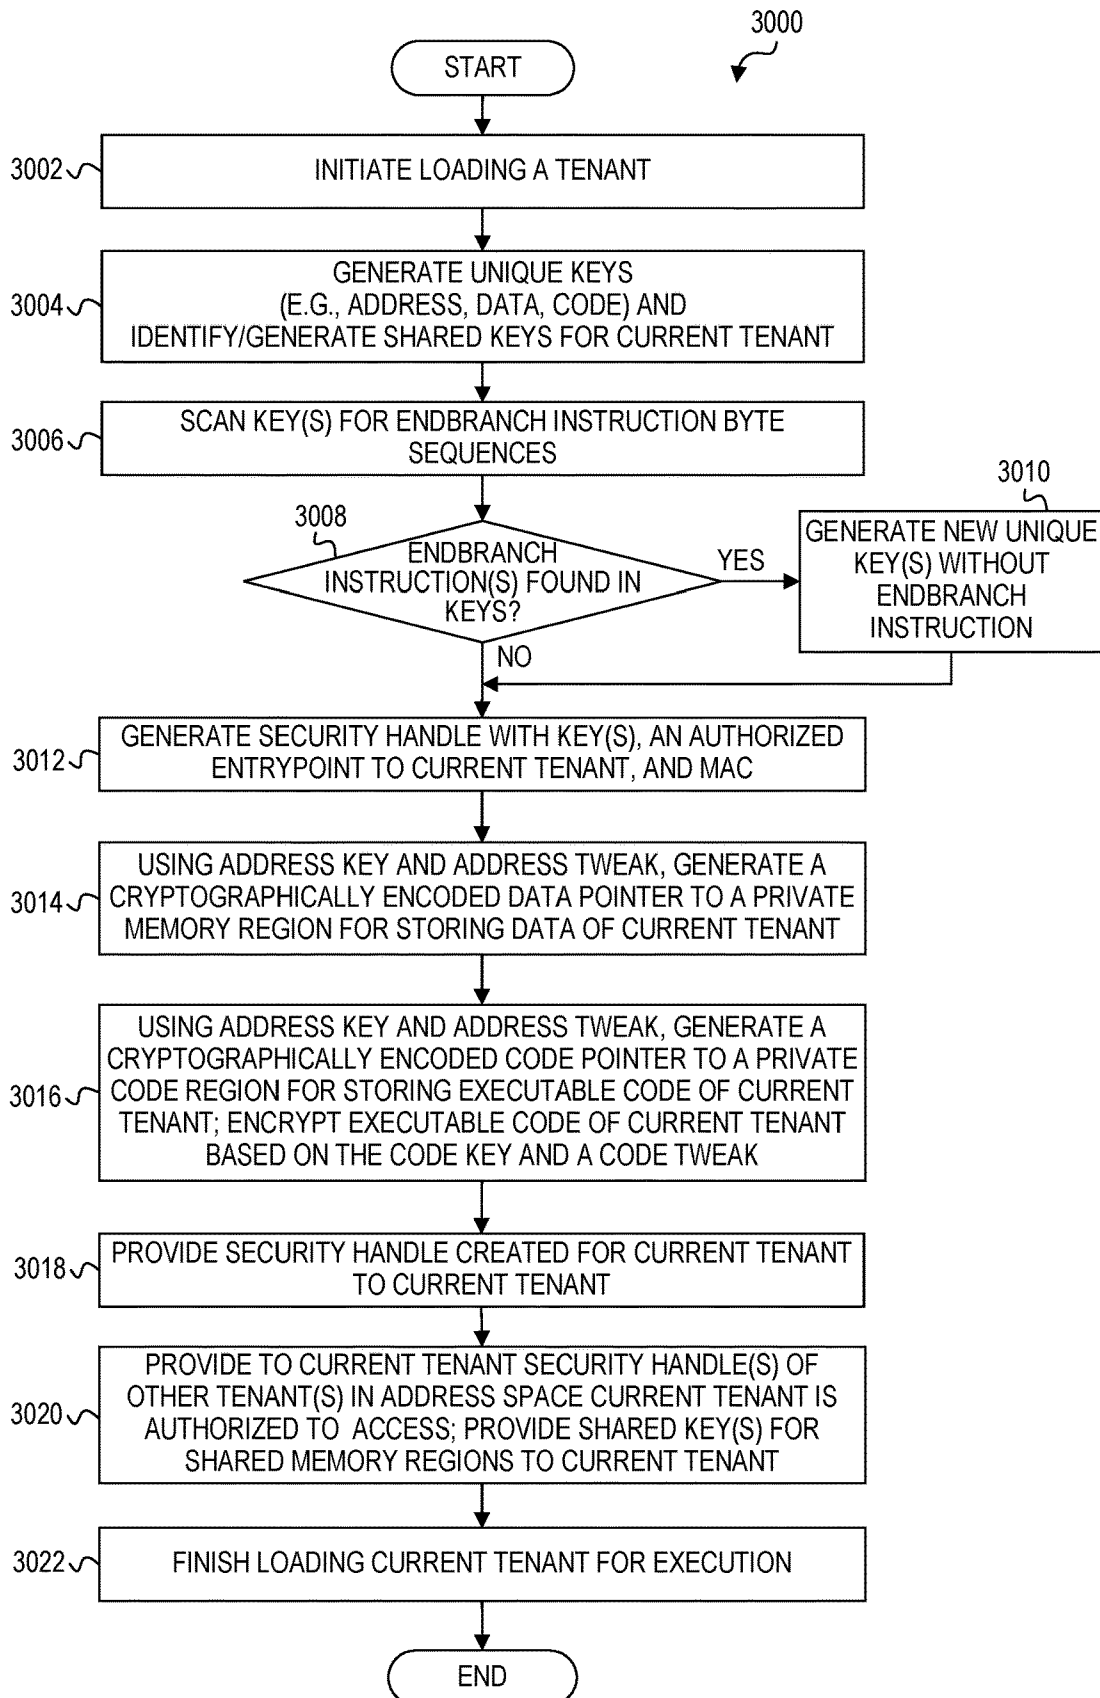 3000
START
3002
INITIATE LOADING A TENANT
3004
GENERATE UNIQUE KEYS
(E.G., ADDRESS, DATA, CODE) AND
IDENTIFY/GENERATE SHARED KEYS FOR CURRENT TENANT
3006
SCAN KEY(S) FOR ENDBRANCH INSTRUCTION BYTE
SEQUENCES
3008
ENDBRANCH
INSTRUCTION(S) FOUND IN
KEYS?
YES
NO
3010
GENERATE NEW UNIQUE
KEY(S) WITHOUT
ENDBRANCH
INSTRUCTION
3012
GENERATE SECURITY HANDLE WITH KEY(S), AN AUTHORIZED
ENTRYPOINT TO CURRENT TENANT, AND MAC
3014
USING ADDRESS KEY AND ADDRESS TWEAK, GENERATE A
CRYPTOGRAPHICALLY ENCODED DATA POINTER TO A PRIVATE
MEMORY REGION FOR STORING DATA OF CURRENT TENANT
3016
USING ADDRESS KEY AND ADDRESS TWEAK, GENERATE A
CRYPTOGRAPHICALLY ENCODED CODE POINTER TO A PRIVATE
CODE REGION FOR STORING EXECUTABLE CODE OF CURRENT
TENANT; ENCRYPT EXECUTABLE CODE OF CURRENT TENANT
BASED ON THE CODE KEY AND A CODE TWEAK
3018
PROVIDE SECURITY HANDLE CREATED FOR CURRENT TENANT
TO CURRENT TENANT
3020
PROVIDE TO CURRENT TENANT SECURITY HANDLE(S) OF
OTHER TENANT(S) IN ADDRESS SPACE CURRENT TENANT IS
AUTHORIZED TO ACCESS; PROVIDE SHARED KEY(S) FOR
SHARED MEMORY REGIONS TO CURRENT TENANT
3022
FINISH LOADING CURRENT TENANT FOR EXECUTION
END